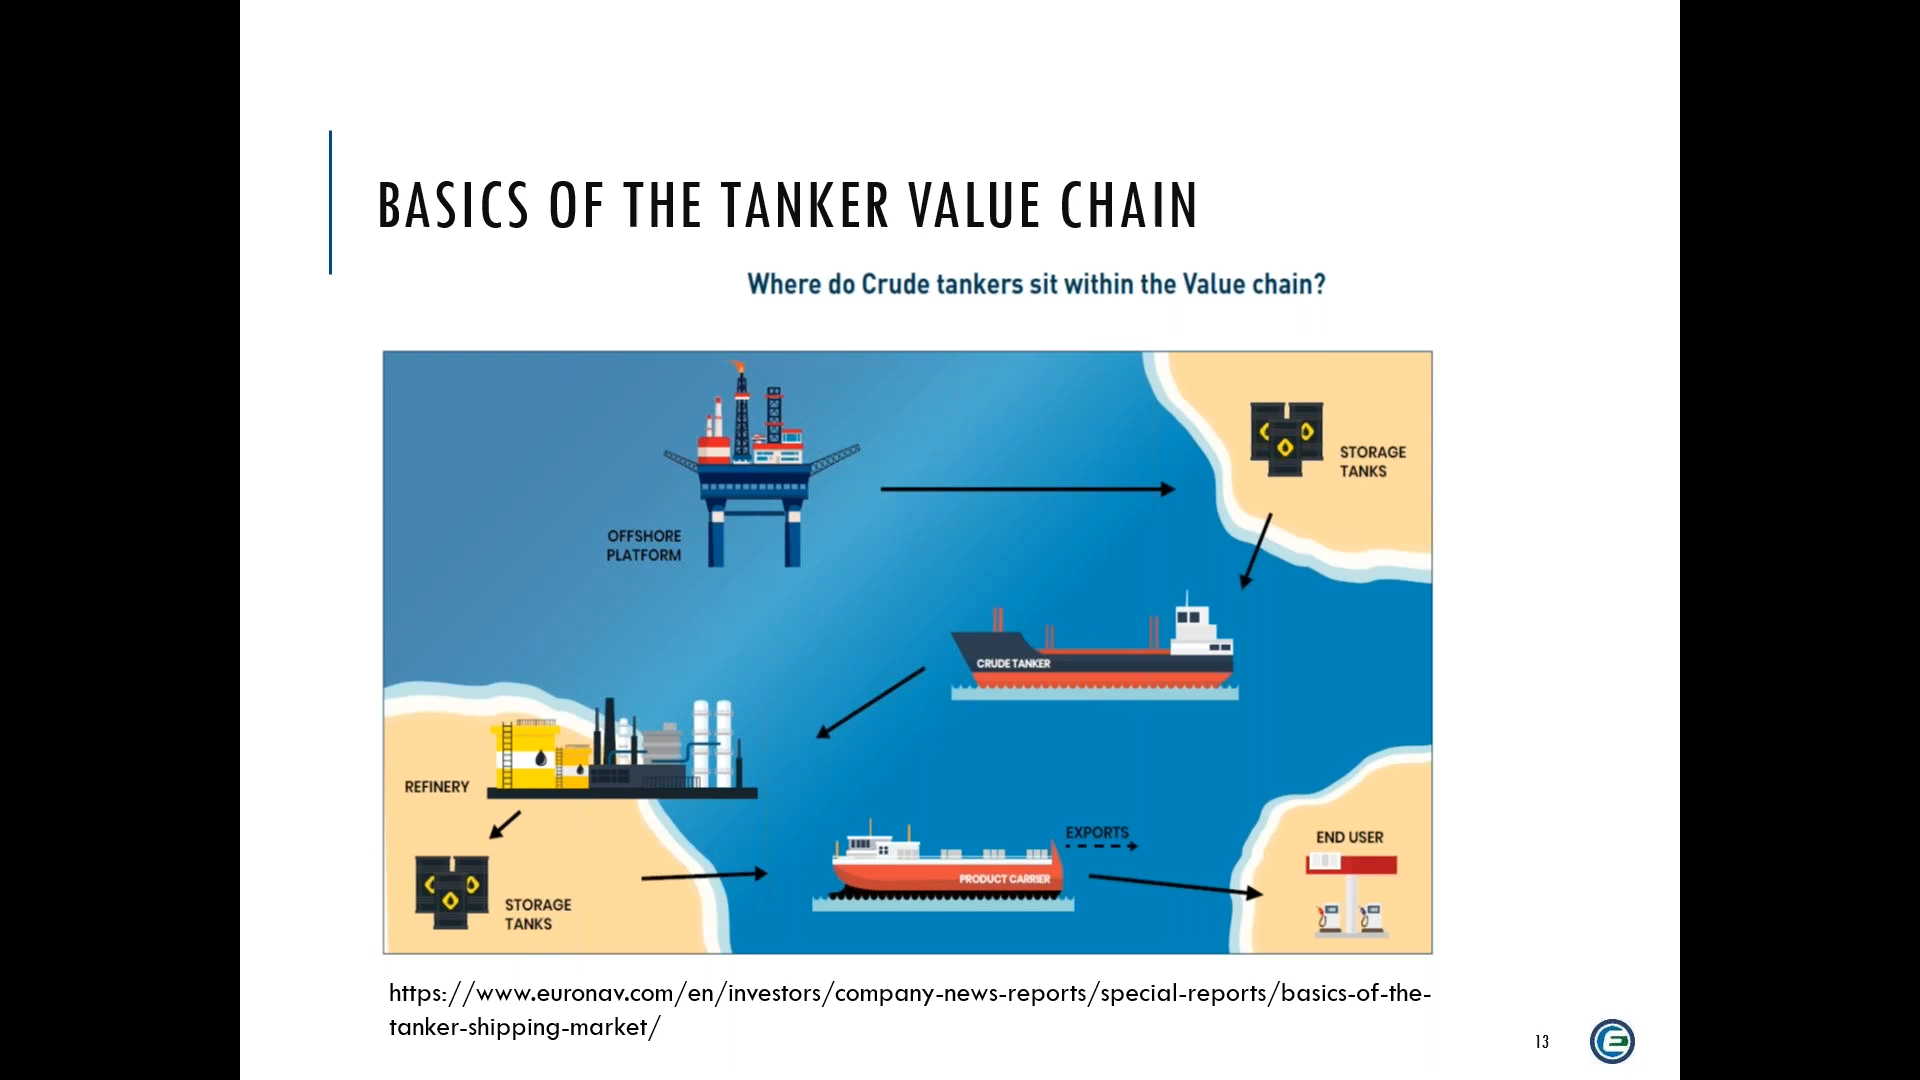 BASICS OF THE TANKER VALUE CHAIN
Where do Crude tankers sit within the Value chain?
OFFSHORE
PLATFORM
STORAGE
TANKS
CRUDE TANKER
REFINERY
STORAGE
TANKS
PRODUCT CARRIER
EXPORTS
END USER
https://www.euronav.com/en/investors/company-news-reports/special-reports/basics-of-the-
tanker-shipping-market/
13